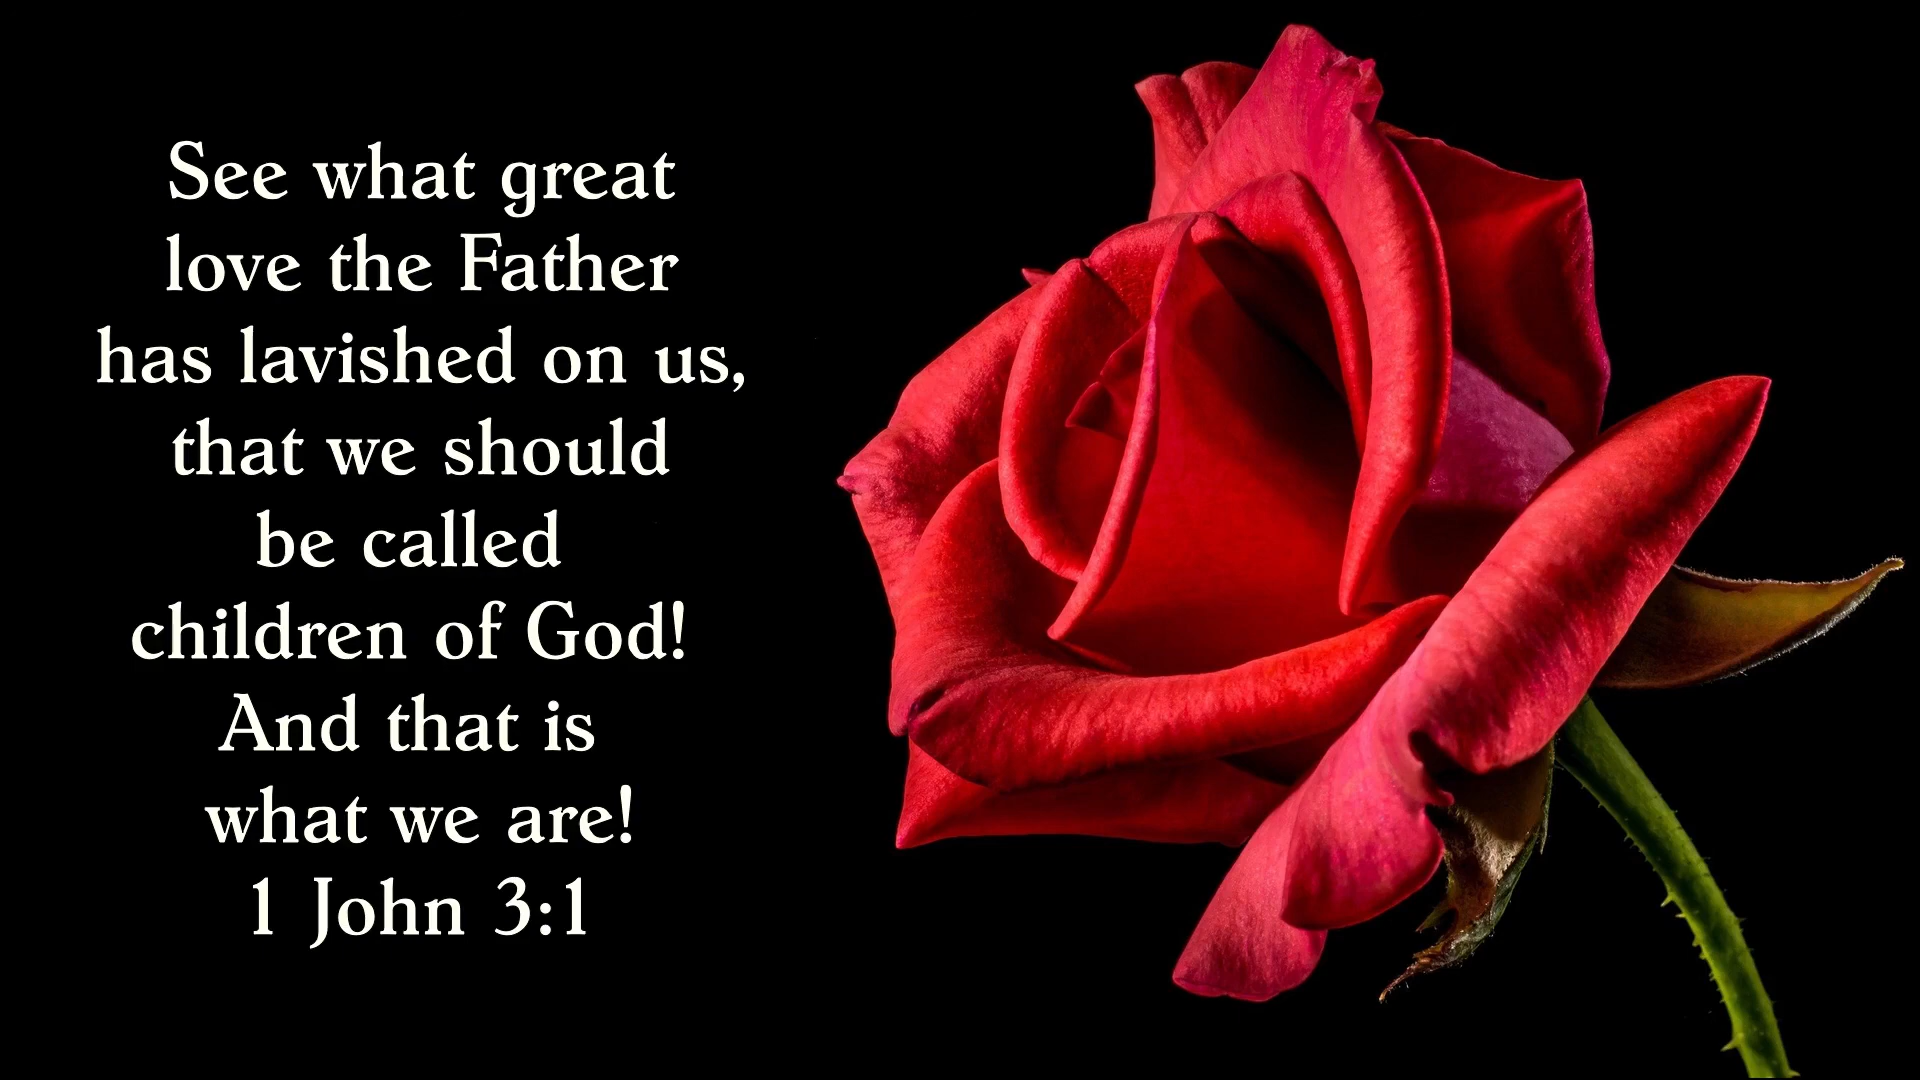 See what great
love the Father
has lavished on us,
that we should
be called
children of God!
And that is
what we are!
1 John 3:1